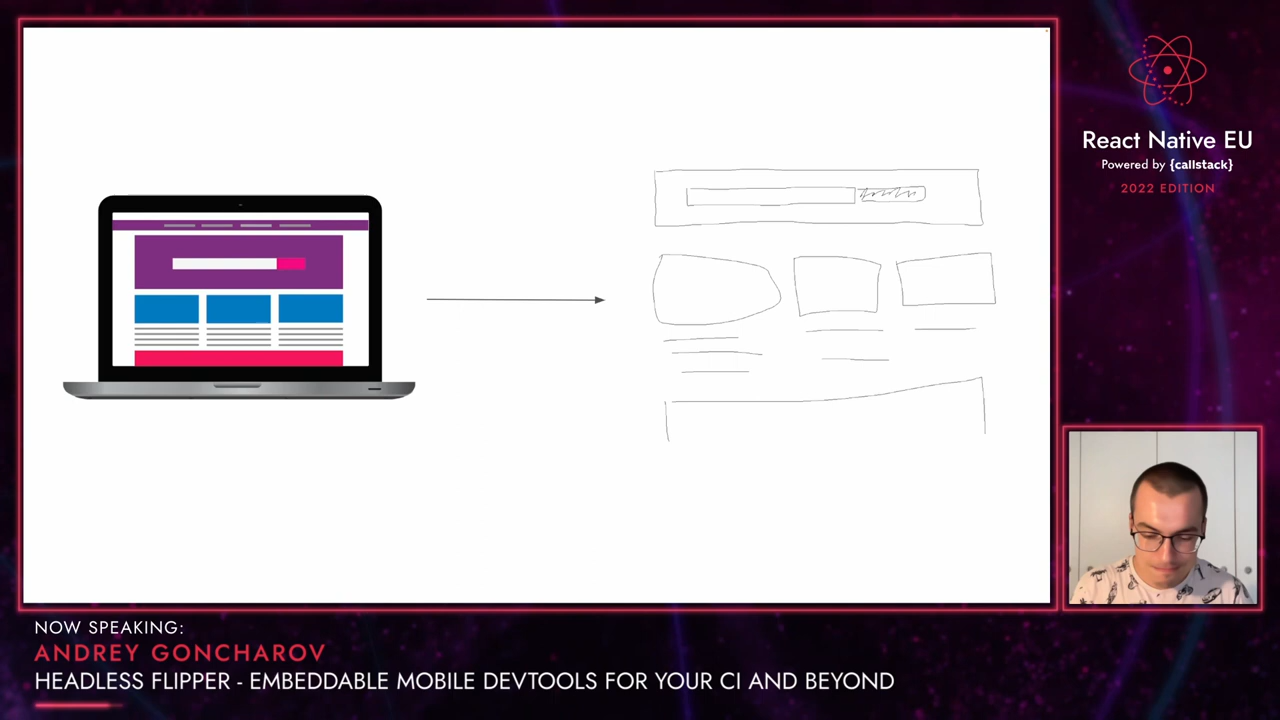 React Native EU
Powered by {callstack}
2022 EDITION
NOW SPEAKING:
ANDREY GONCHAROV
HEADLESS FLIPPER - EMBEDDABLE MOBILE DEVTOOLS FOR YOUR CI AND BEYOND